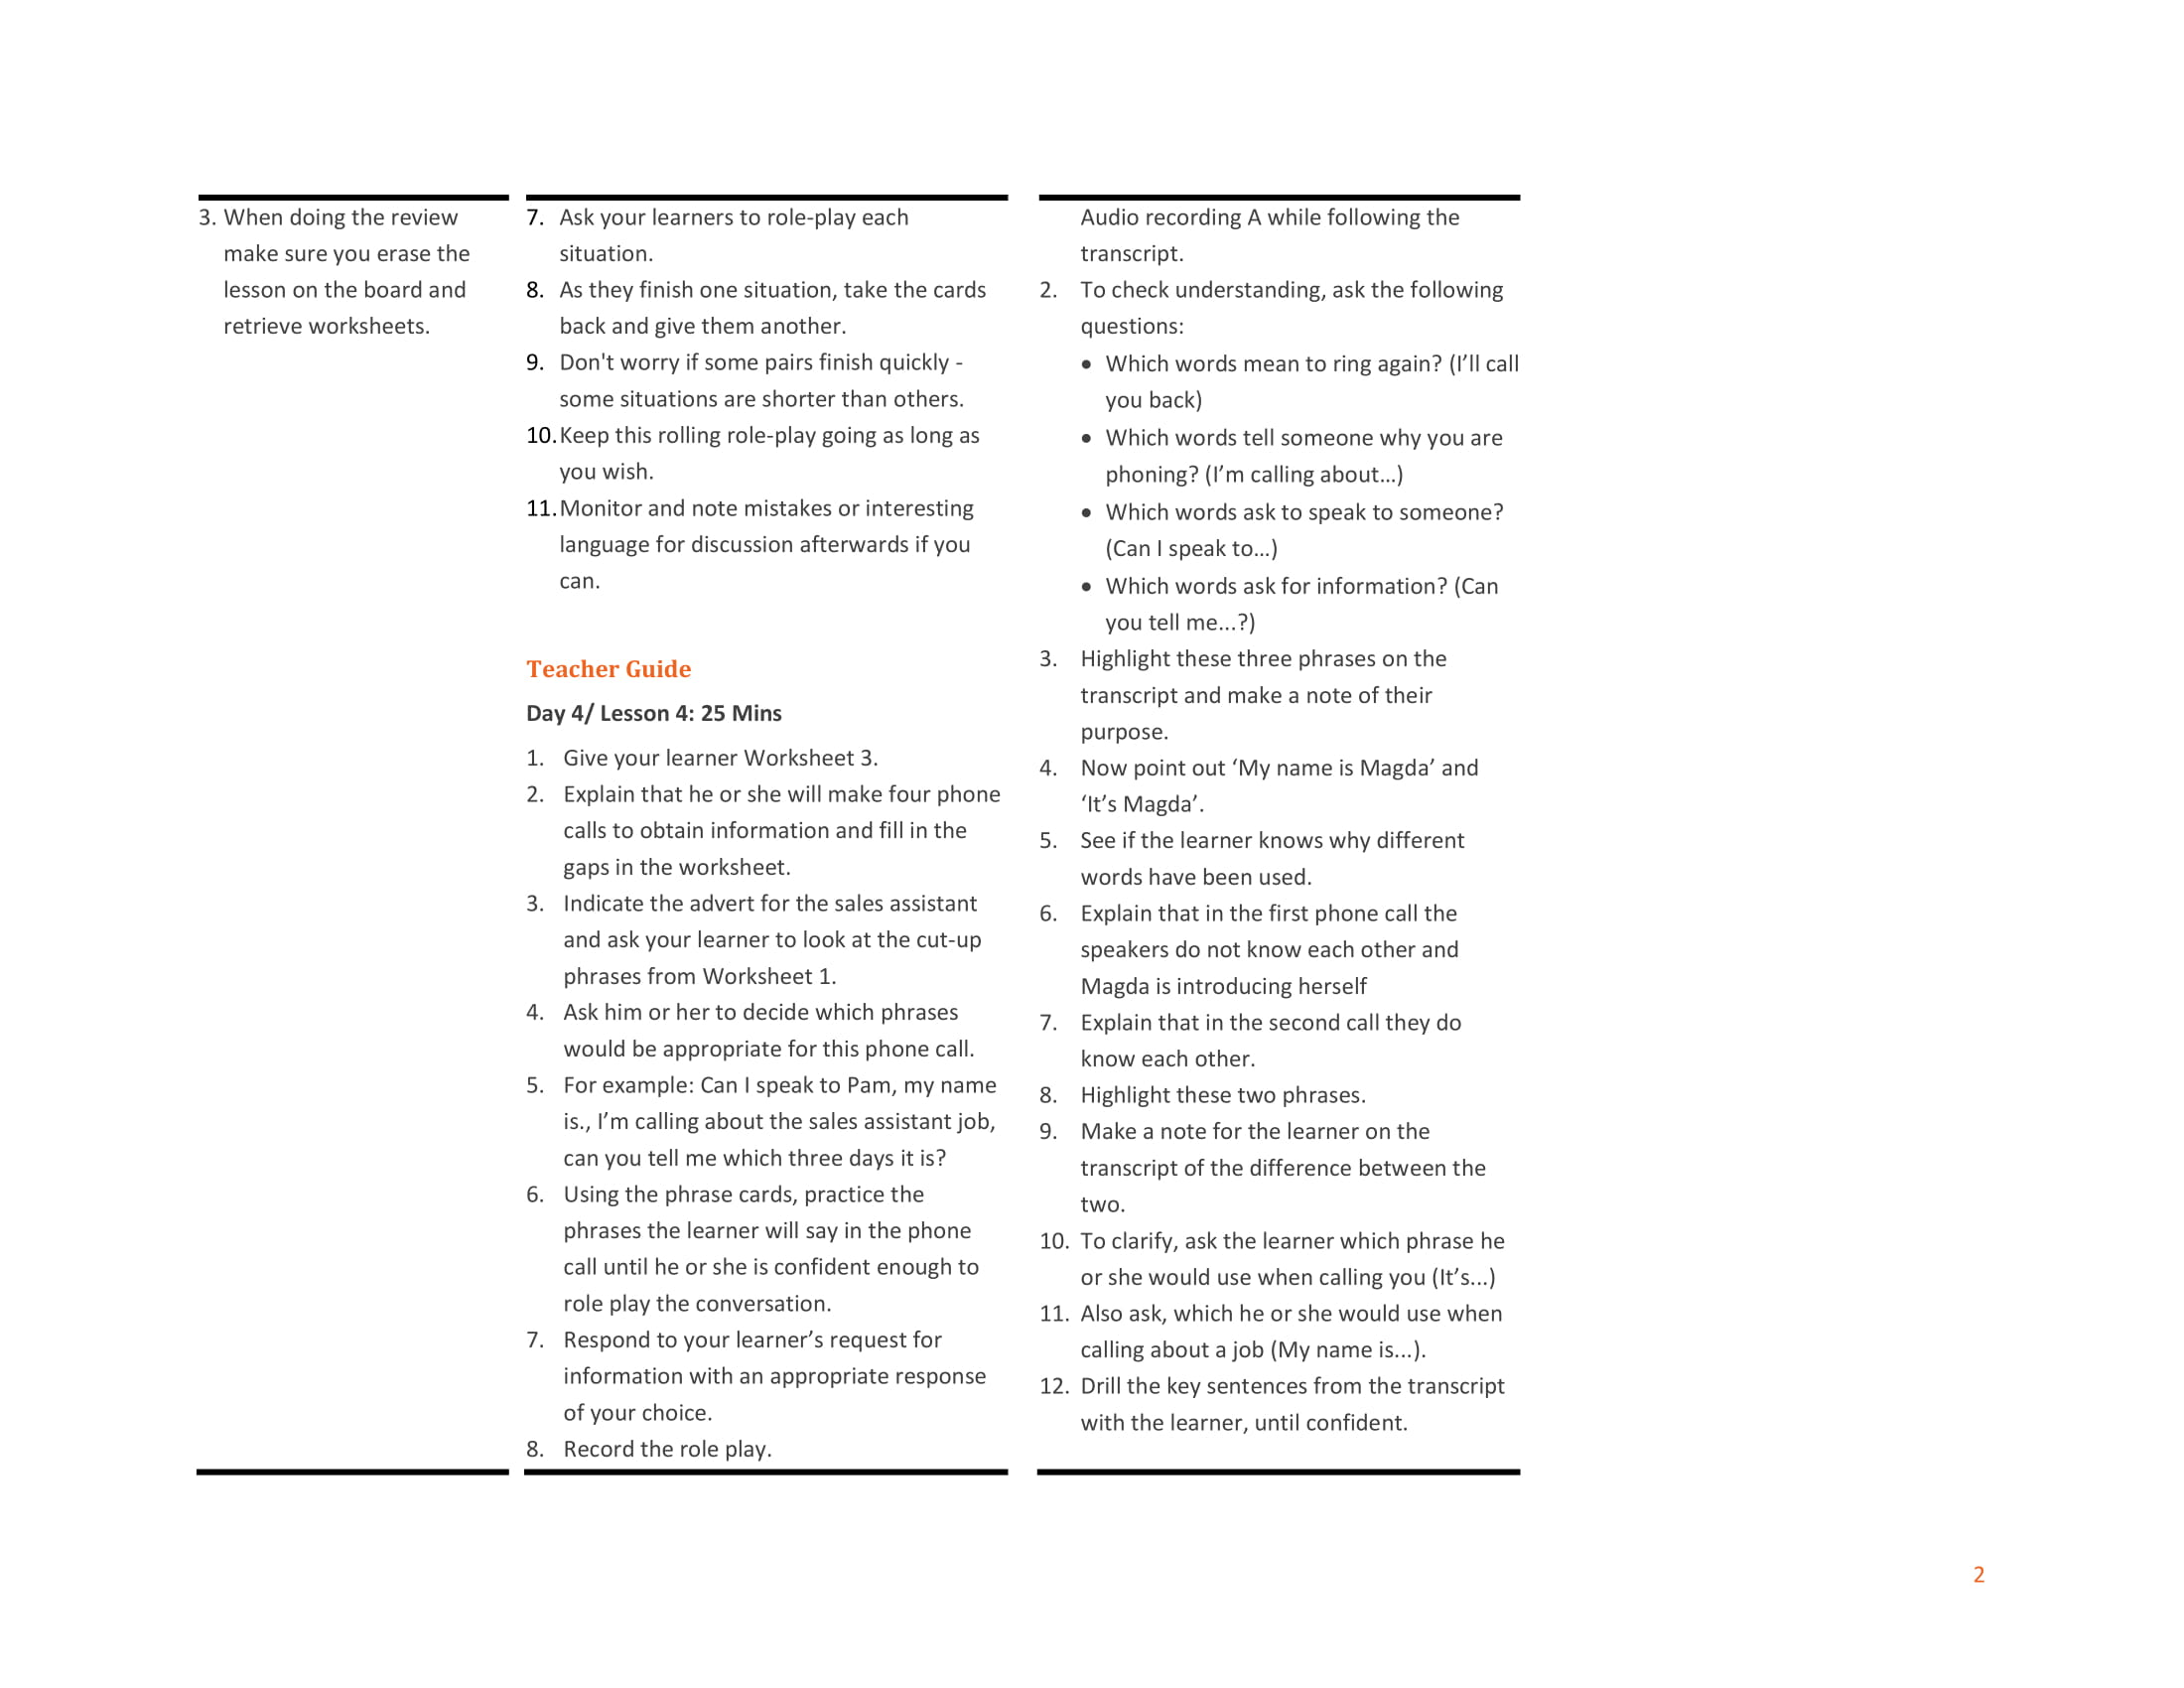 3. When doing the review
make sure you erase the
lesson on the board and
retrieve worksheets.
7. Ask your learners to role-play each
situation.
8. As they finish one situation, take the cards
back and give them another.
9. Don't worry if some pairs finish quickly -
some situations are shorter than others.
10. Keep this rolling role-play going as long as
you wish.
11. Monitor and note mistakes or interesting
language for discussion afterwards if you
can.
Teacher Guide
Day 4/ Lesson 4: 25 Mins
1. Give your learner Worksheet 3.
2. Explain that he or she will make four phone
calls to obtain information and fill in the
gaps in the worksheet.
3. Indicate the advert for the sales assistant
and ask your learner to look at the cut-up
phrases from Worksheet 1.
4. Ask him or her to decide which phrases
would be appropriate for this phone call.
5. For example: Can I speak to Pam, my name
is., I’m calling about the sales assistant job,
can you tell me which three days it is?
6. Using the phrase cards, practice the
phrases the learner will say in the phone
call until he or she is confident enough to
role play the conversation.
7. Respond to your learner’s request for
information with an appropriate response
of your choice.
8. Record the role play.
Audio recording A while following the
transcript.
2. To check understanding, ask the following
questions:
• Which words mean to ring again? (I’ll call
you back)
• Which words tell someone why you are
phoning? (I’m calling about…)
• Which words ask to speak to someone?
(Can I speak to…)
• Which words ask for information? (Can
you tell me...?)
3. Highlight these three phrases on the
transcript and make a note of their
purpose.
4. Now point out ‘My name is Magda’ and
‘It’s Magda’.
5. See if the learner knows why different
words have been used.
6. Explain that in the first phone call the
speakers do not know each other and
Magda is introducing herself
7. Explain that in the second call they do
know each other.
8. Highlight these two phrases.
9. Make a note for the learner on the
transcript of the difference between the
two.
10. To clarify, ask the learner which phrase he
or she would use when calling you (It’s...)
11. Also ask, which he or she would use when
calling about a job (My name is...).
12. Drill the key sentences from the transcript
with the learner, until confident.
2